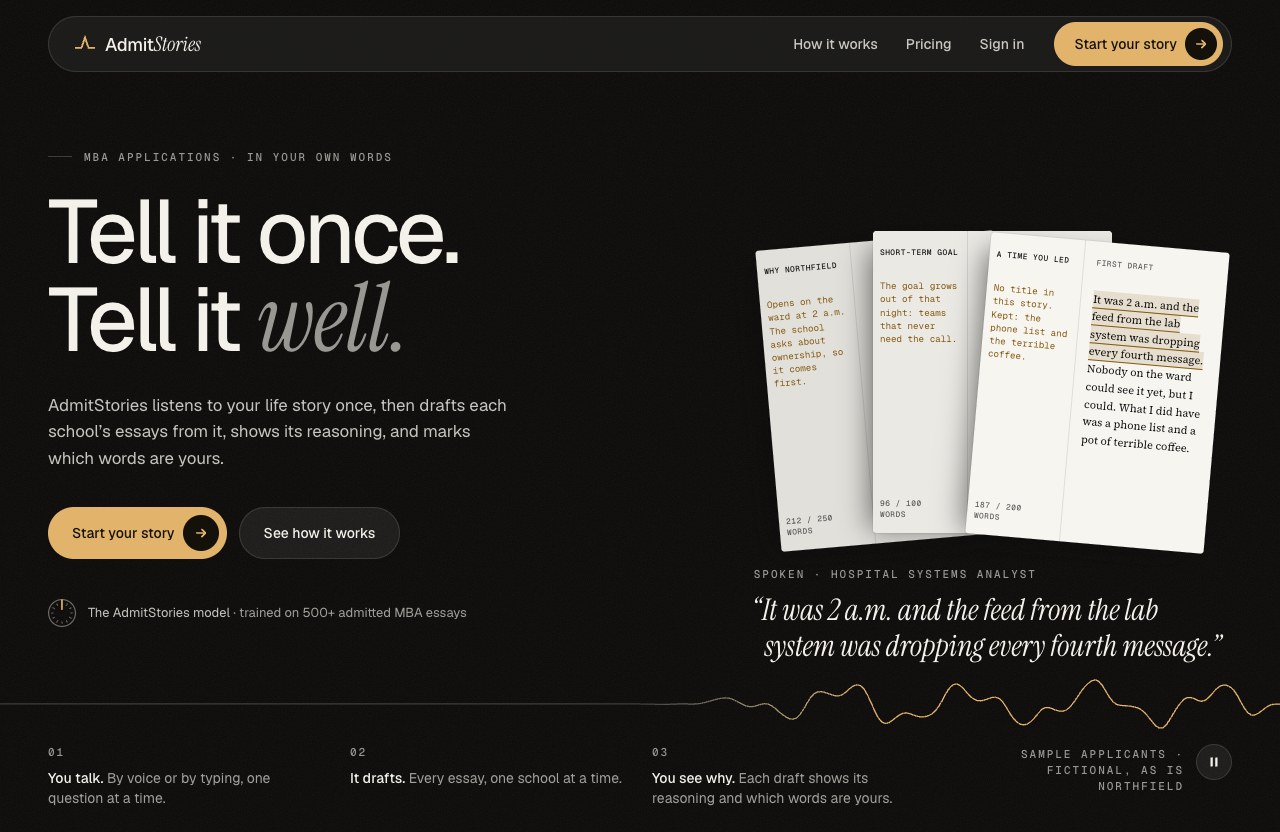 AdmitStories
How it works
Pricing
Sign in
Start your story
MBA APPLICATIONS · IN YOUR OWN WORDS
Tell it once.
Tell it well.
AdmitStories listens to your life story once, then drafts each
school’s essays from it, shows its reasoning, and marks
which words are yours.
Start your story
See how it works
The AdmitStories model · trained on 500+ admitted MBA essays
WHY NORTHFIELD
Opens on the
ward at 2 a.m.
The school
asks about
ownership, so
it comes
first.
212 / 250
WORDS
SHORT-TERM GOAL
The goal grows
out of that
night: teams
that never
need the call.
96 / 100
WORDS
A TIME YOU LED
No title in
this story.
Kept: the
phone list and
the terrible
coffee.
187 / 200
WORDS
FIRST DRAFT
It was 2 a.m. and the
feed from the lab
system was dropping
every fourth message.
Nobody on the ward
could see it yet, but I
could. What I did have
was a phone list and a
pot of terrible coffee.
SPOKEN · HOSPITAL SYSTEMS ANALYST
“It was 2 a.m. and the feed from the lab
system was dropping every fourth message.”
01
You talk. By voice or by typing, one
question at a time.
02
It drafts. Every essay, one school at a time.
03
You see why. Each draft shows its
reasoning and which words are yours.
SAMPLE APPLICANTS ·
FICTIONAL, AS IS
NORTHFIELD